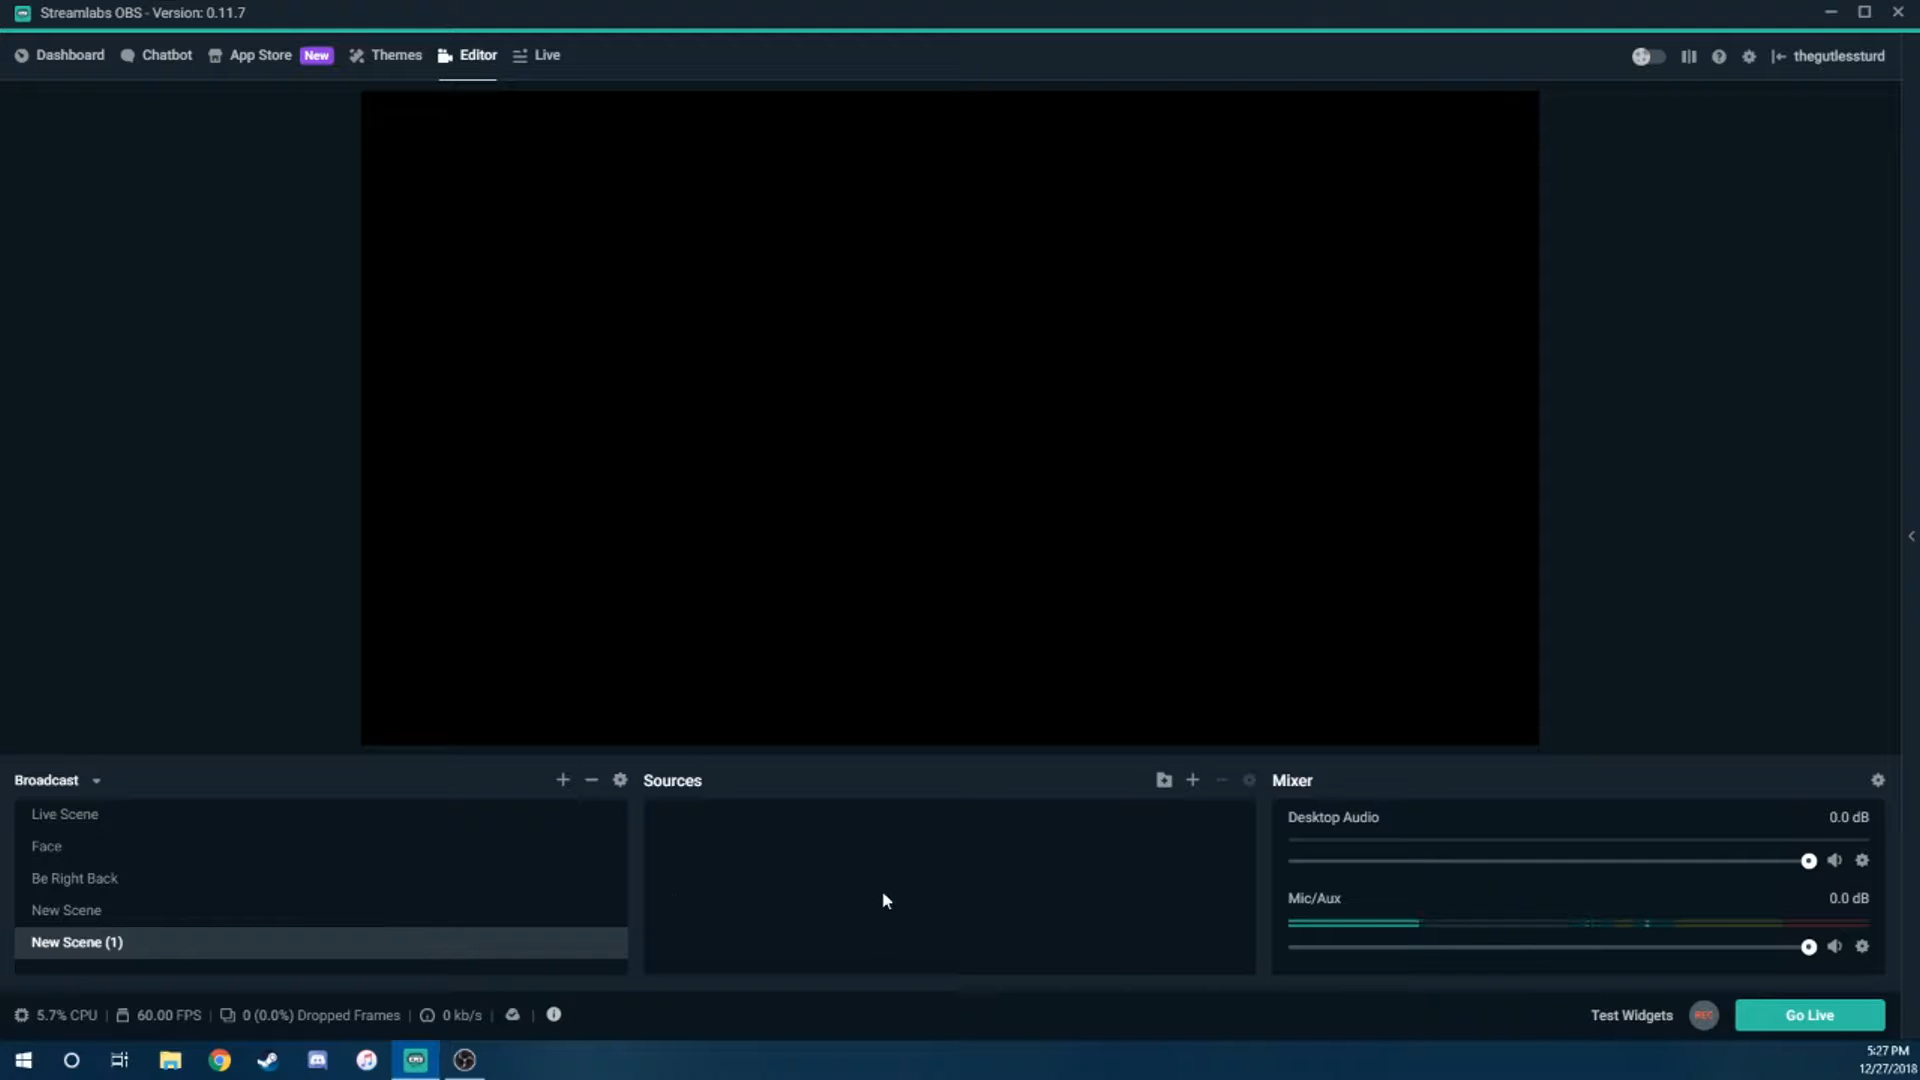 Streamlabs OBS - Version: 0.11.7
Dashboard Chatbot App Store New Themes Editor Live thegutlessturd
Broadcast Sources Mixer
Live Scene
Face
Be Right Back
New Scene
New Scene (1)
Desktop Audio 0.0 dB
Mic/Aux 0.0 dB
5.7% CPU | 60.00 FPS | 0 (0.0%) Dropped Frames | 0 kb/s | |
Test Widgets REC Go Live
5:27 PM
12/27/2018